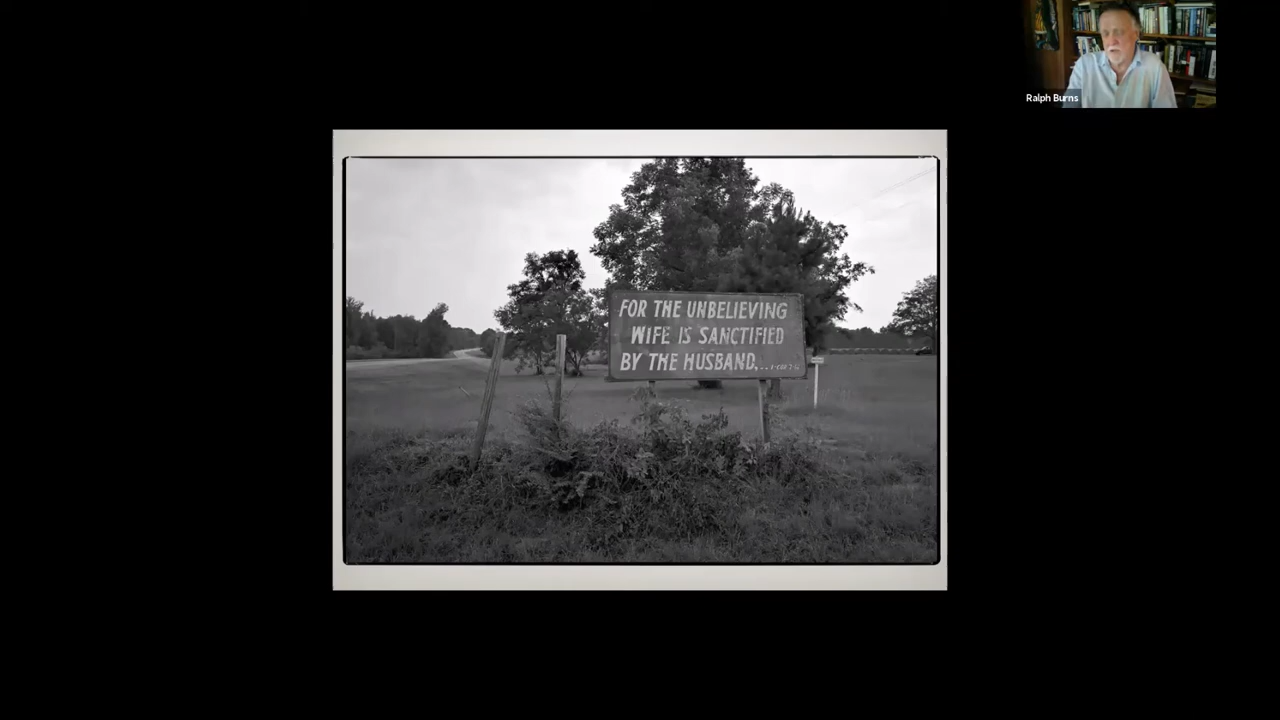 Ralph Burns
FOR THE UNBELIEVING
WIFE IS SANCTIFIED
BY THE HUSBAND,...